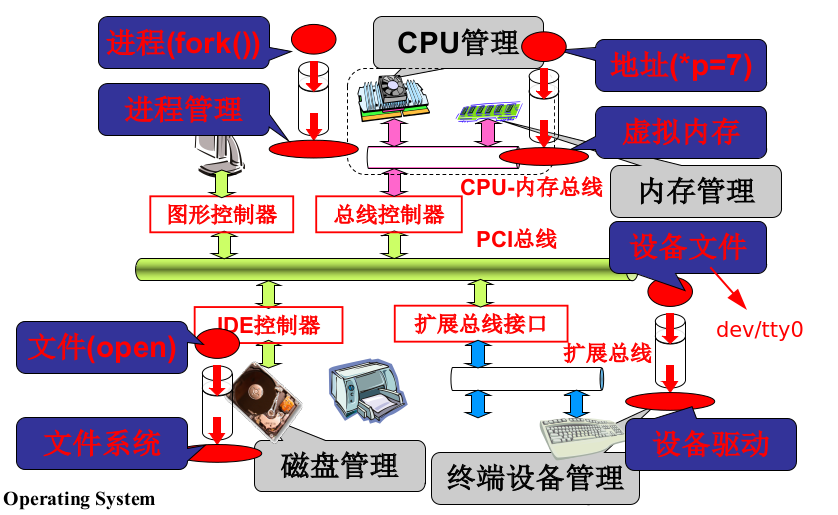 进程(fork())
CPU管理
地址(*p=7)
进程管理
虚拟内存
CPU-内存总线
内存管理
图形控制器
总线控制器
PCI总线
设备文件
IDE控制器
扩展总线接口
dev/tty0
文件(open)
扩展总线
文件系统
磁盘管理
终端设备管理
设备驱动
Operating System